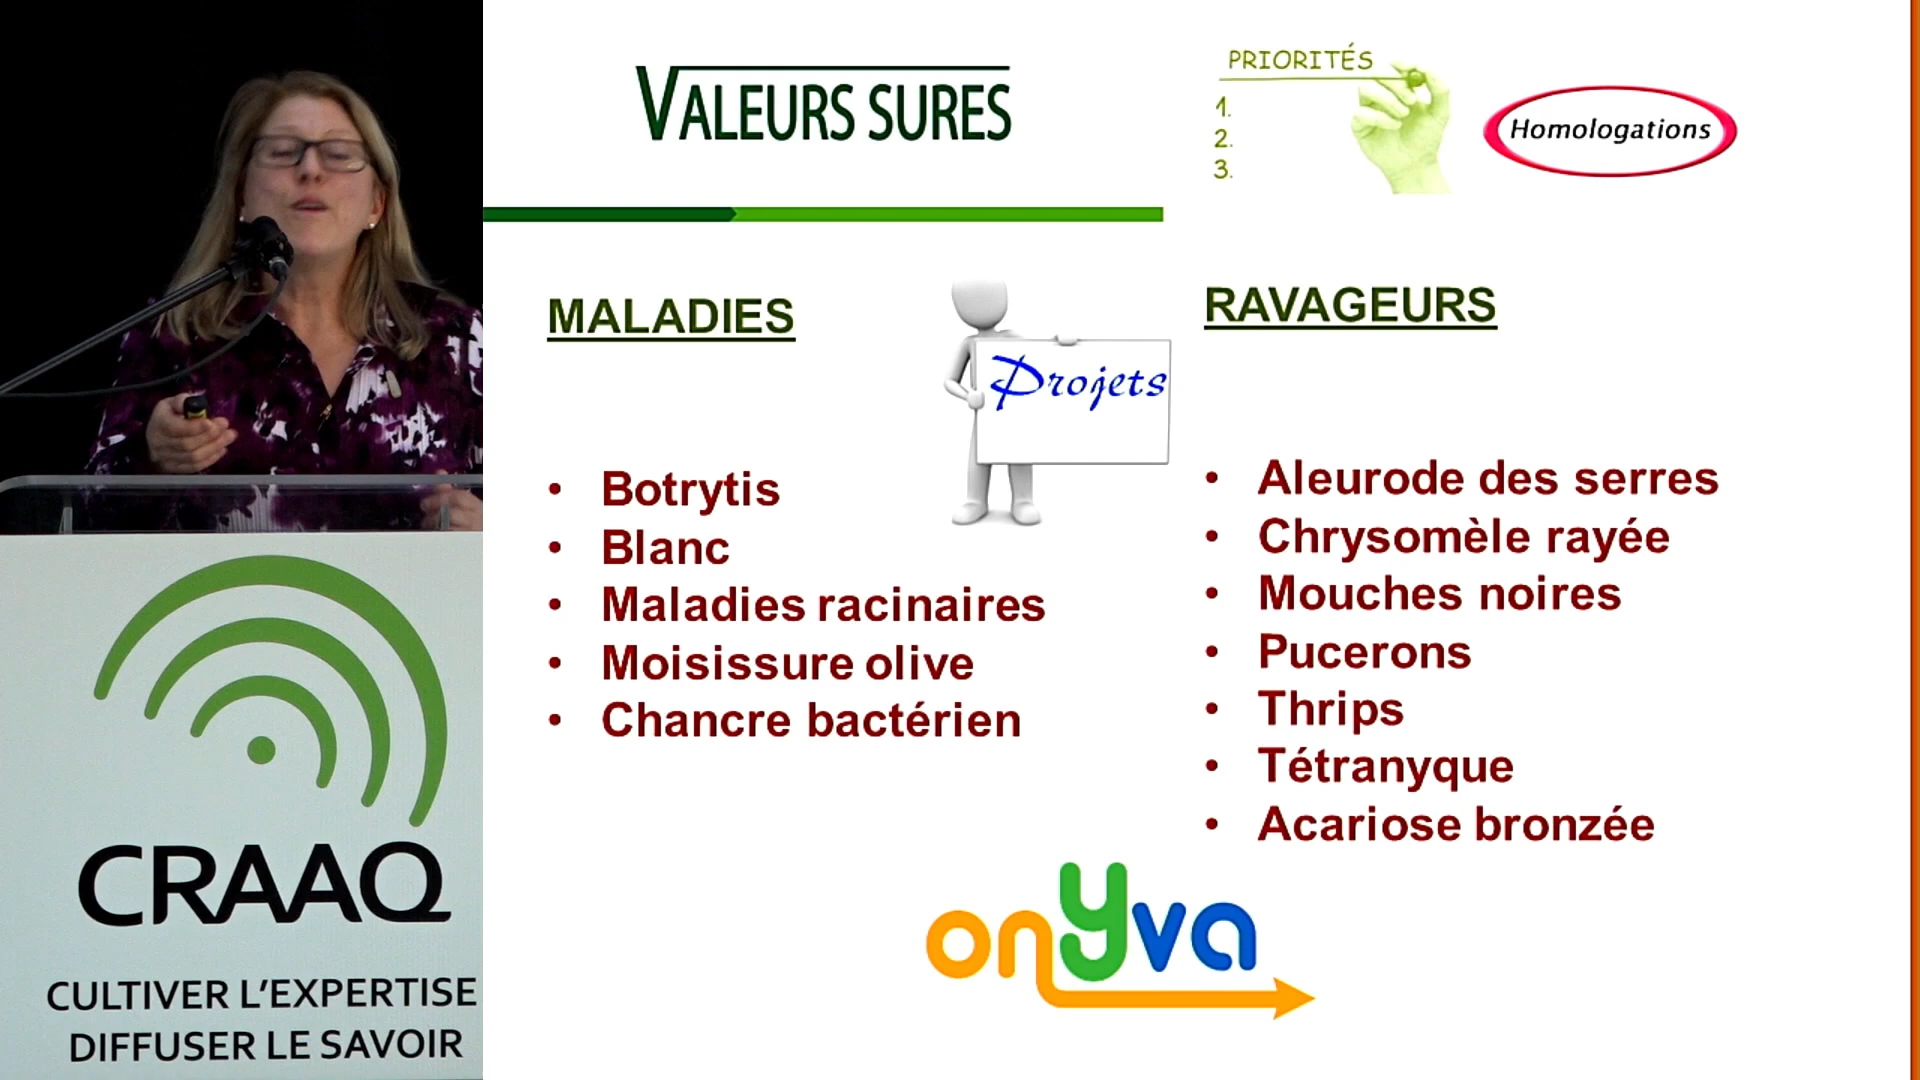 VALEURS SURES
PRIORITÉS
1.
2.
3.
Homologations
MALADIES
Projets
• Botrytis
• Blanc
• Maladies racinaires
• Moisissure olive
• Chancre bactérien
RAVAGEURS
• Aleurode des serres
• Chrysomèle rayée
• Mouches noires
• Pucerons
• Thrips
• Tétranyque
• Acariose bronzée
onyva
CRAAQ
CULTIVER L'EXPERTISE
DIFFUSER LE SAVOIR